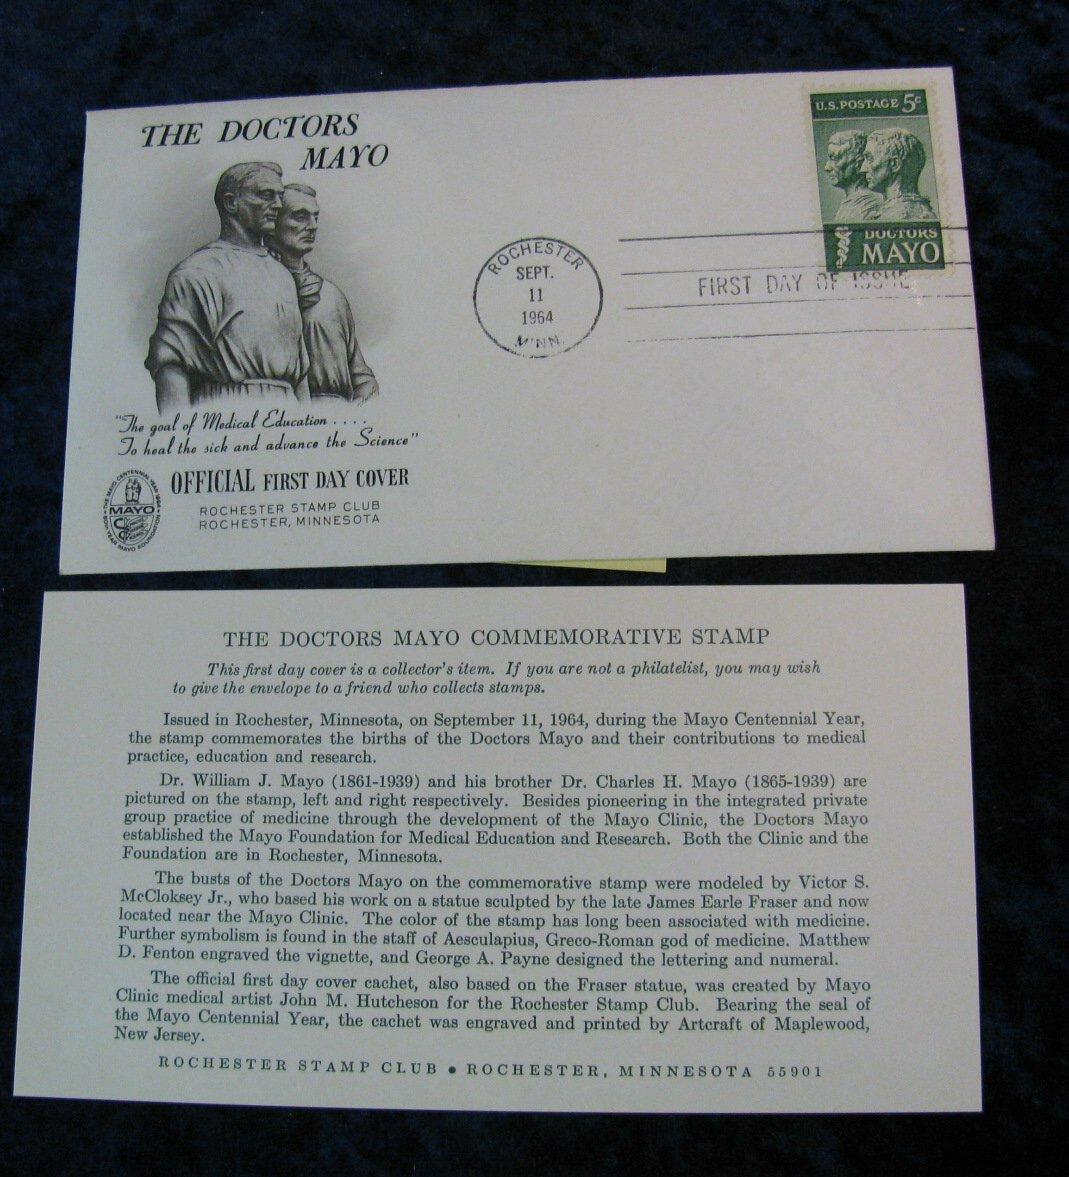 THE DOCTORS
MAYO
U.S. POSTAGE 5c
DOCTORS
MAYO
ROCHESTER
SEPT.
11
1964
MINN.
FIRST DAY OF ISSUE
"The goal of Medical Education . . . .
To heal the sick and advance the Science"
OFFICIAL FIRST DAY COVER
ROCHESTER STAMP CLUB
ROCHESTER, MINNESOTA
THE MAYO CENTENNIAL YEAR 1964
MAYO
50TH YEAR MAYO FOUNDATION
THE DOCTORS MAYO COMMEMORATIVE STAMP
This first day cover is a collector's item. If you are not a philatelist, you may wish
to give the envelope to a friend who collects stamps.
Issued in Rochester, Minnesota, on September 11, 1964, during the Mayo Centennial Year,
the stamp commemorates the births of the Doctors Mayo and their contributions to medical
practice, education and research.
Dr. William J. Mayo (1861-1939) and his brother Dr. Charles H. Mayo (1865-1939) are
pictured on the stamp, left and right respectively. Besides pioneering in the integrated private
group practice of medicine through the development of the Mayo Clinic, the Doctors Mayo
established the Mayo Foundation for Medical Education and Research. Both the Clinic and the
Foundation are in Rochester, Minnesota.
The busts of the Doctors Mayo on the commemorative stamp were modeled by Victor S.
McCloksey Jr., who based his work on a statue sculpted by the late James Earle Fraser and now
located near the Mayo Clinic. The color of the stamp has long been associated with medicine.
Further symbolism is found in the staff of Aesculapius, Greco-Roman god of medicine. Matthew
D. Fenton engraved the vignette, and George A. Payne designed the lettering and numeral.
The official first day cover cachet, also based on the Fraser statue, was created by Mayo
Clinic medical artist John M. Hutcheson for the Rochester Stamp Club. Bearing the seal of
the Mayo Centennial Year, the cachet was engraved and printed by Artcraft of Maplewood,
New Jersey.
ROCHESTER STAMP CLUB • ROCHESTER, MINNESOTA 55901